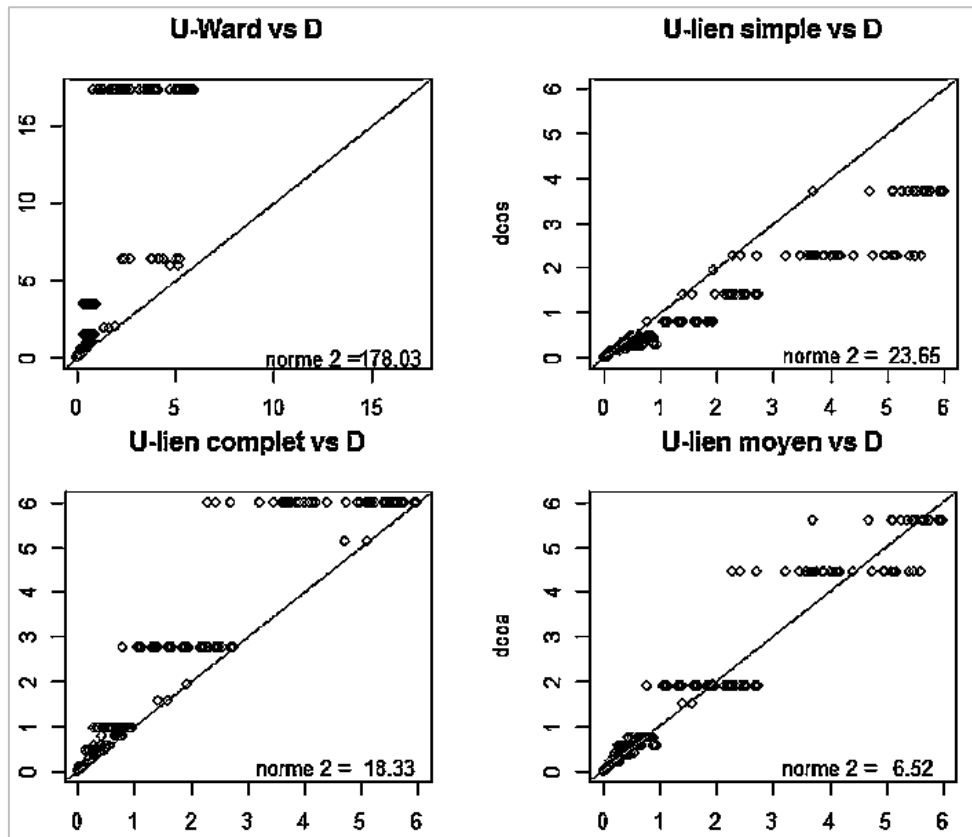 U-Ward vs D
U-lien simple vs D
15
10
5
0
norme 2 =178.03
0 5 10 15
dcos
6
5
4
3
2
1
0
norme 2 = 23.65
0 1 2 3 4 5 6
U-lien complet vs D
U-lien moyen vs D
6
5
4
3
2
1
0
norme 2 = 18.33
0 1 2 3 4 5 6
dcoa
6
5
4
3
2
1
0
norme 2 = 6.52
0 1 2 3 4 5 6